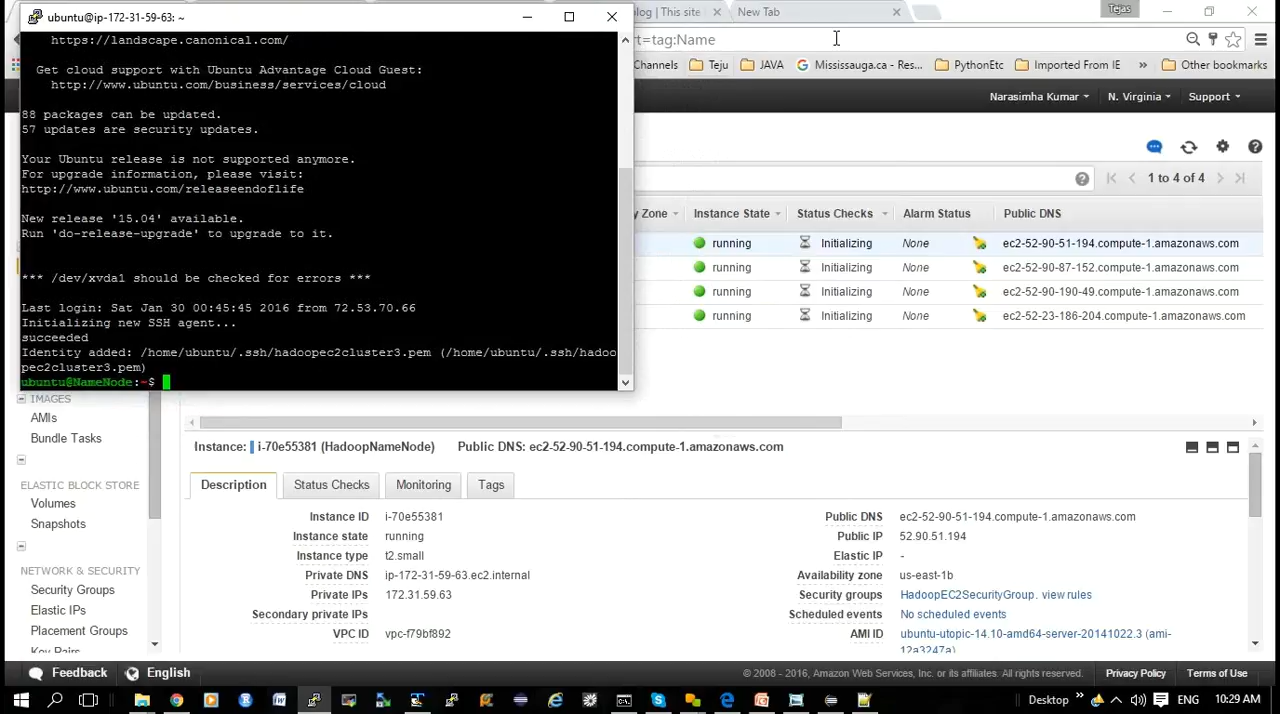 ubuntu@ip-172-31-59-63: ~
log | This site
New Tab
Tejas
https://landscape.canonical.com/
rt=tag:Name
Get cloud support with Ubuntu Advantage Cloud Guest:
http://www.ubuntu.com/business/services/cloud
Channels
Teju
JAVA
Mississauga.ca - Res...
PythonEtc
Imported From IE
»
Other bookmarks
88 packages can be updated.
57 updates are security updates.
Narasimha Kumar
N. Virginia
Support
Your Ubuntu release is not supported anymore.
For upgrade information, please visit:
http://www.ubuntu.com/releaseendoflife
1 to 4 of 4
New release '15.04' available.
Run 'do-release-upgrade' to upgrade to it.
*** /dev/xvda1 should be checked for errors ***
Last login: Sat Jan 30 00:45:45 2016 from 72.53.70.66
Initializing new SSH agent...
succeeded
Identity added: /home/ubuntu/.ssh/hadoopec2cluster3.pem (/home/ubuntu/.ssh/hadoo
pec2cluster3.pem)
ubuntu@NameNode:~$
y Zone Instance State Status Checks Alarm Status Public DNS
running Initializing None ec2-52-90-51-194.compute-1.amazonaws.com
running Initializing None ec2-52-90-87-152.compute-1.amazonaws.com
running Initializing None ec2-52-90-190-49.compute-1.amazonaws.com
running Initializing None ec2-52-23-186-204.compute-1.amazonaws.com
IMAGES
AMIs
Bundle Tasks
ELASTIC BLOCK STORE
Volumes
Snapshots
NETWORK & SECURITY
Security Groups
Elastic IPs
Placement Groups
Key Pairs
Instance: i-70e55381 (HadoopNameNode) Public DNS: ec2-52-90-51-194.compute-1.amazonaws.com
Description Status Checks Monitoring Tags
Instance ID i-70e55381
Instance state running
Instance type t2.small
Private DNS ip-172-31-59-63.ec2.internal
Private IPs 172.31.59.63
Secondary private IPs
VPC ID vpc-f79bf892
Public DNS ec2-52-90-51-194.compute-1.amazonaws.com
Public IP 52.90.51.194
Elastic IP -
Availability zone us-east-1b
Security groups HadoopEC2SecurityGroup. view rules
Scheduled events No scheduled events
AMI ID ubuntu-utopic-14.10-amd64-server-20141022.3 (ami-
12a3247a)
Feedback English
© 2008 - 2016, Amazon Web Services, Inc. or its affiliates. All rights reserved. Privacy Policy Terms of Use
Desktop » ENG 10:29 AM